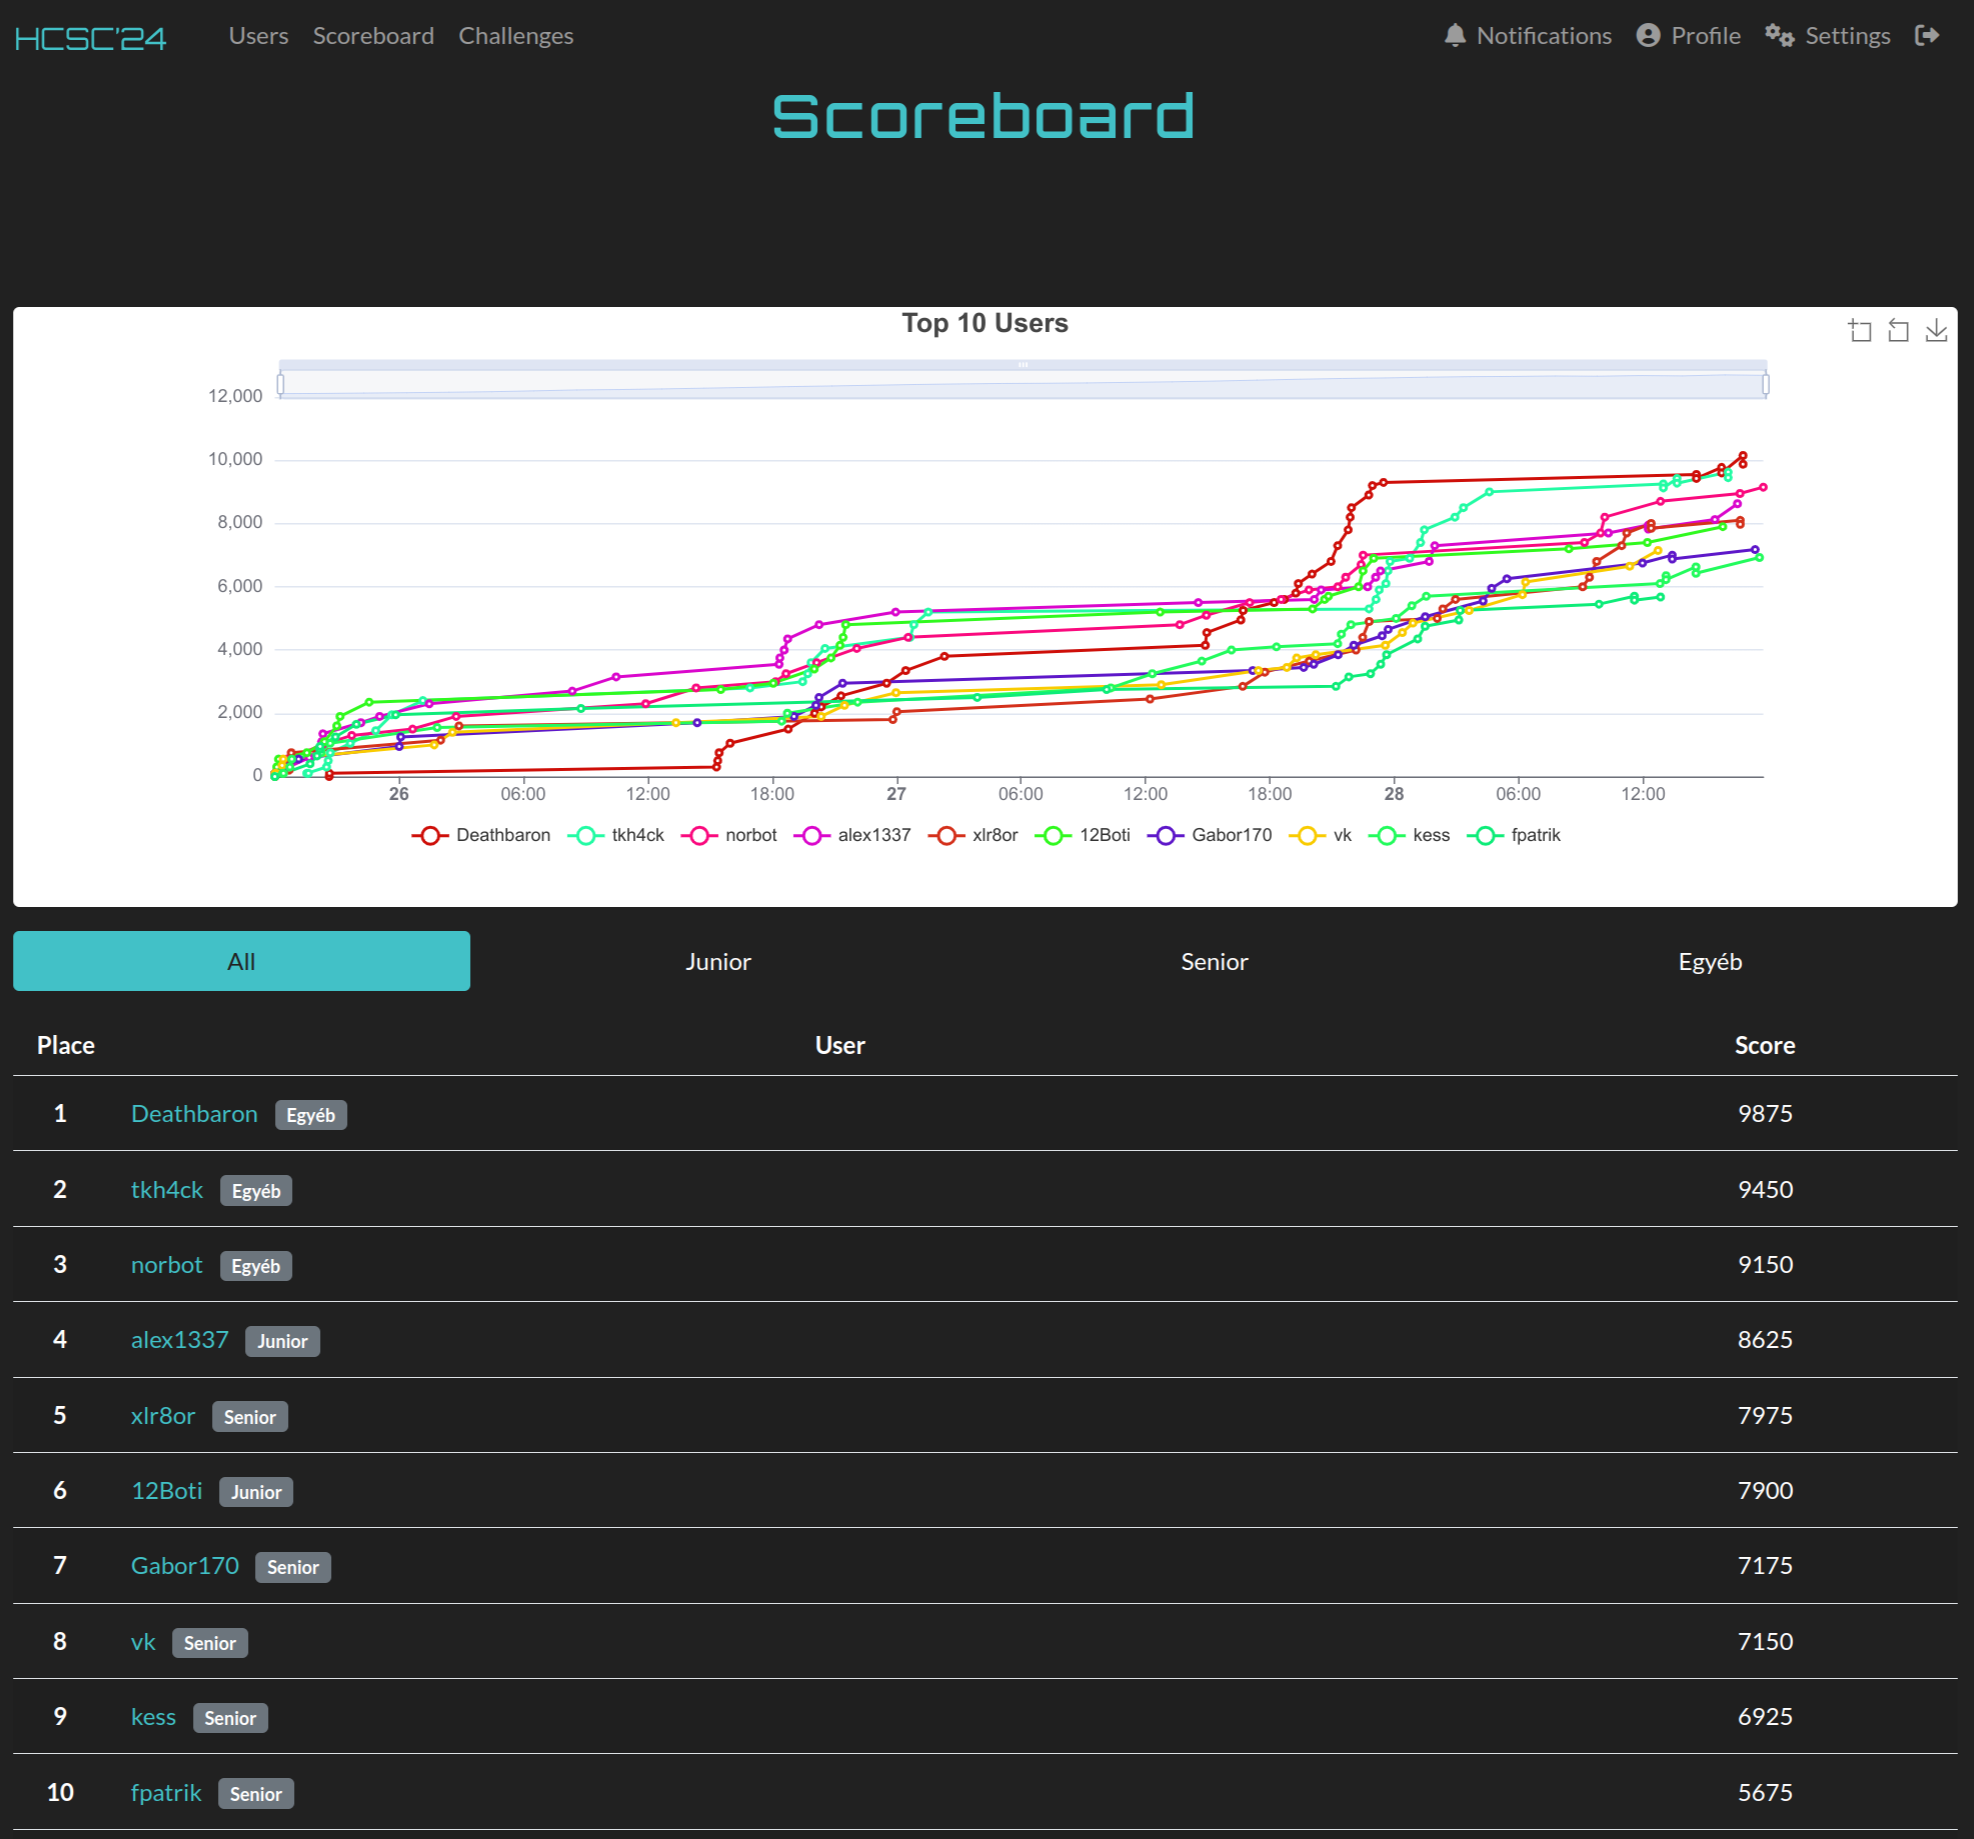 HCSC'24 Users Scoreboard Challenges Notifications Profile Settings
Scoreboard
Top 10 Users
12,000
10,000
8,000
6,000
4,000
2,000
0
26 06:00 12:00 18:00 27 06:00 12:00 18:00 28 06:00 12:00
Deathbaron tkh4ck norbot alex1337 xlr8or 12Boti Gabor170 vk kess fpatrik
All Junior Senior Egyéb
Place User Score
1 Deathbaron Egyéb 9875
2 tkh4ck Egyéb 9450
3 norbot Egyéb 9150
4 alex1337 Junior 8625
5 xlr8or Senior 7975
6 12Boti Junior 7900
7 Gabor170 Senior 7175
8 vk Senior 7150
9 kess Senior 6925
10 fpatrik Senior 5675